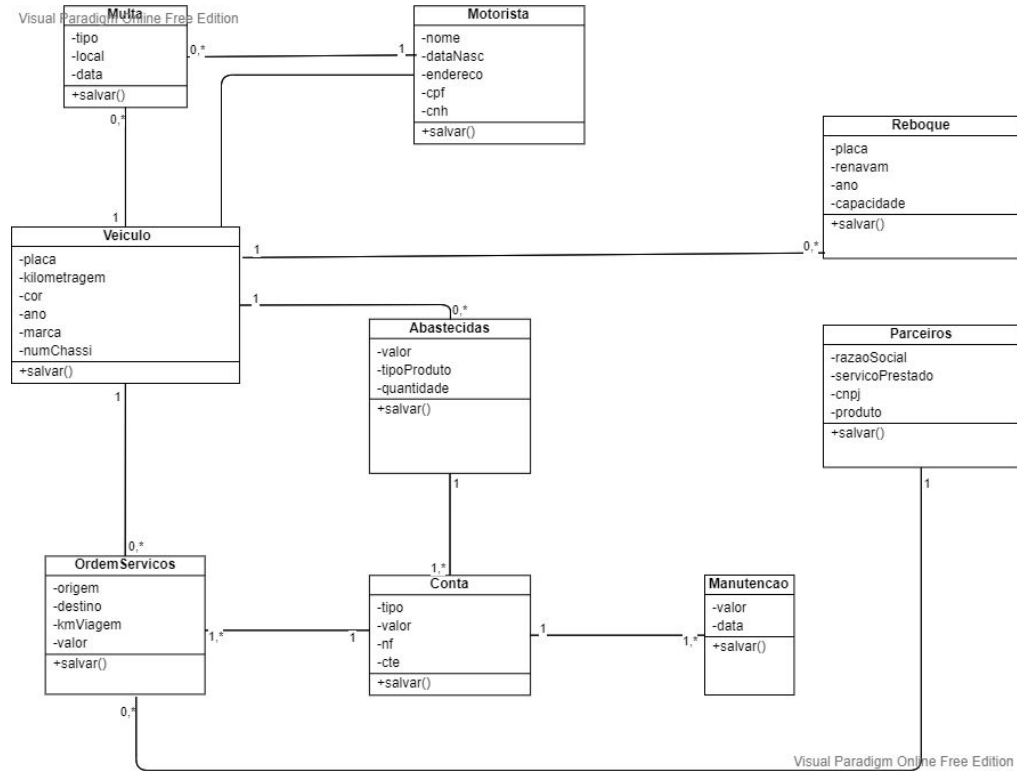 Visual Paradigm Online Free Edition
Multa
-tipo
-local
-data
+salvar()
0,*
1
0,*
1
Motorista
-nome
-dataNasc
-endereco
-cpf
-cnh
+salvar()
Reboque
-placa
-renavam
-ano
-capacidade
+salvar()
Veiculo
-placa
-kilometragem
-cor
-ano
-marca
-numChassi
+salvar()
1
0,*
1
0,*
Abastecidas
-valor
-tipoProduto
-quantidade
+salvar()
Parceiros
-razaoSocial
-servicoPrestado
-cnpj
-produto
+salvar()
1
0,*
1
1,*
1
OrdemServicos
-origem
-destino
-kmViagem
-valor
+salvar()
1,*
1
Conta
-tipo
-valor
-nf
-cte
+salvar()
1
1,*
Manutencao
-valor
-data
+salvar()
0,*
Visual Paradigm Online Free Edition